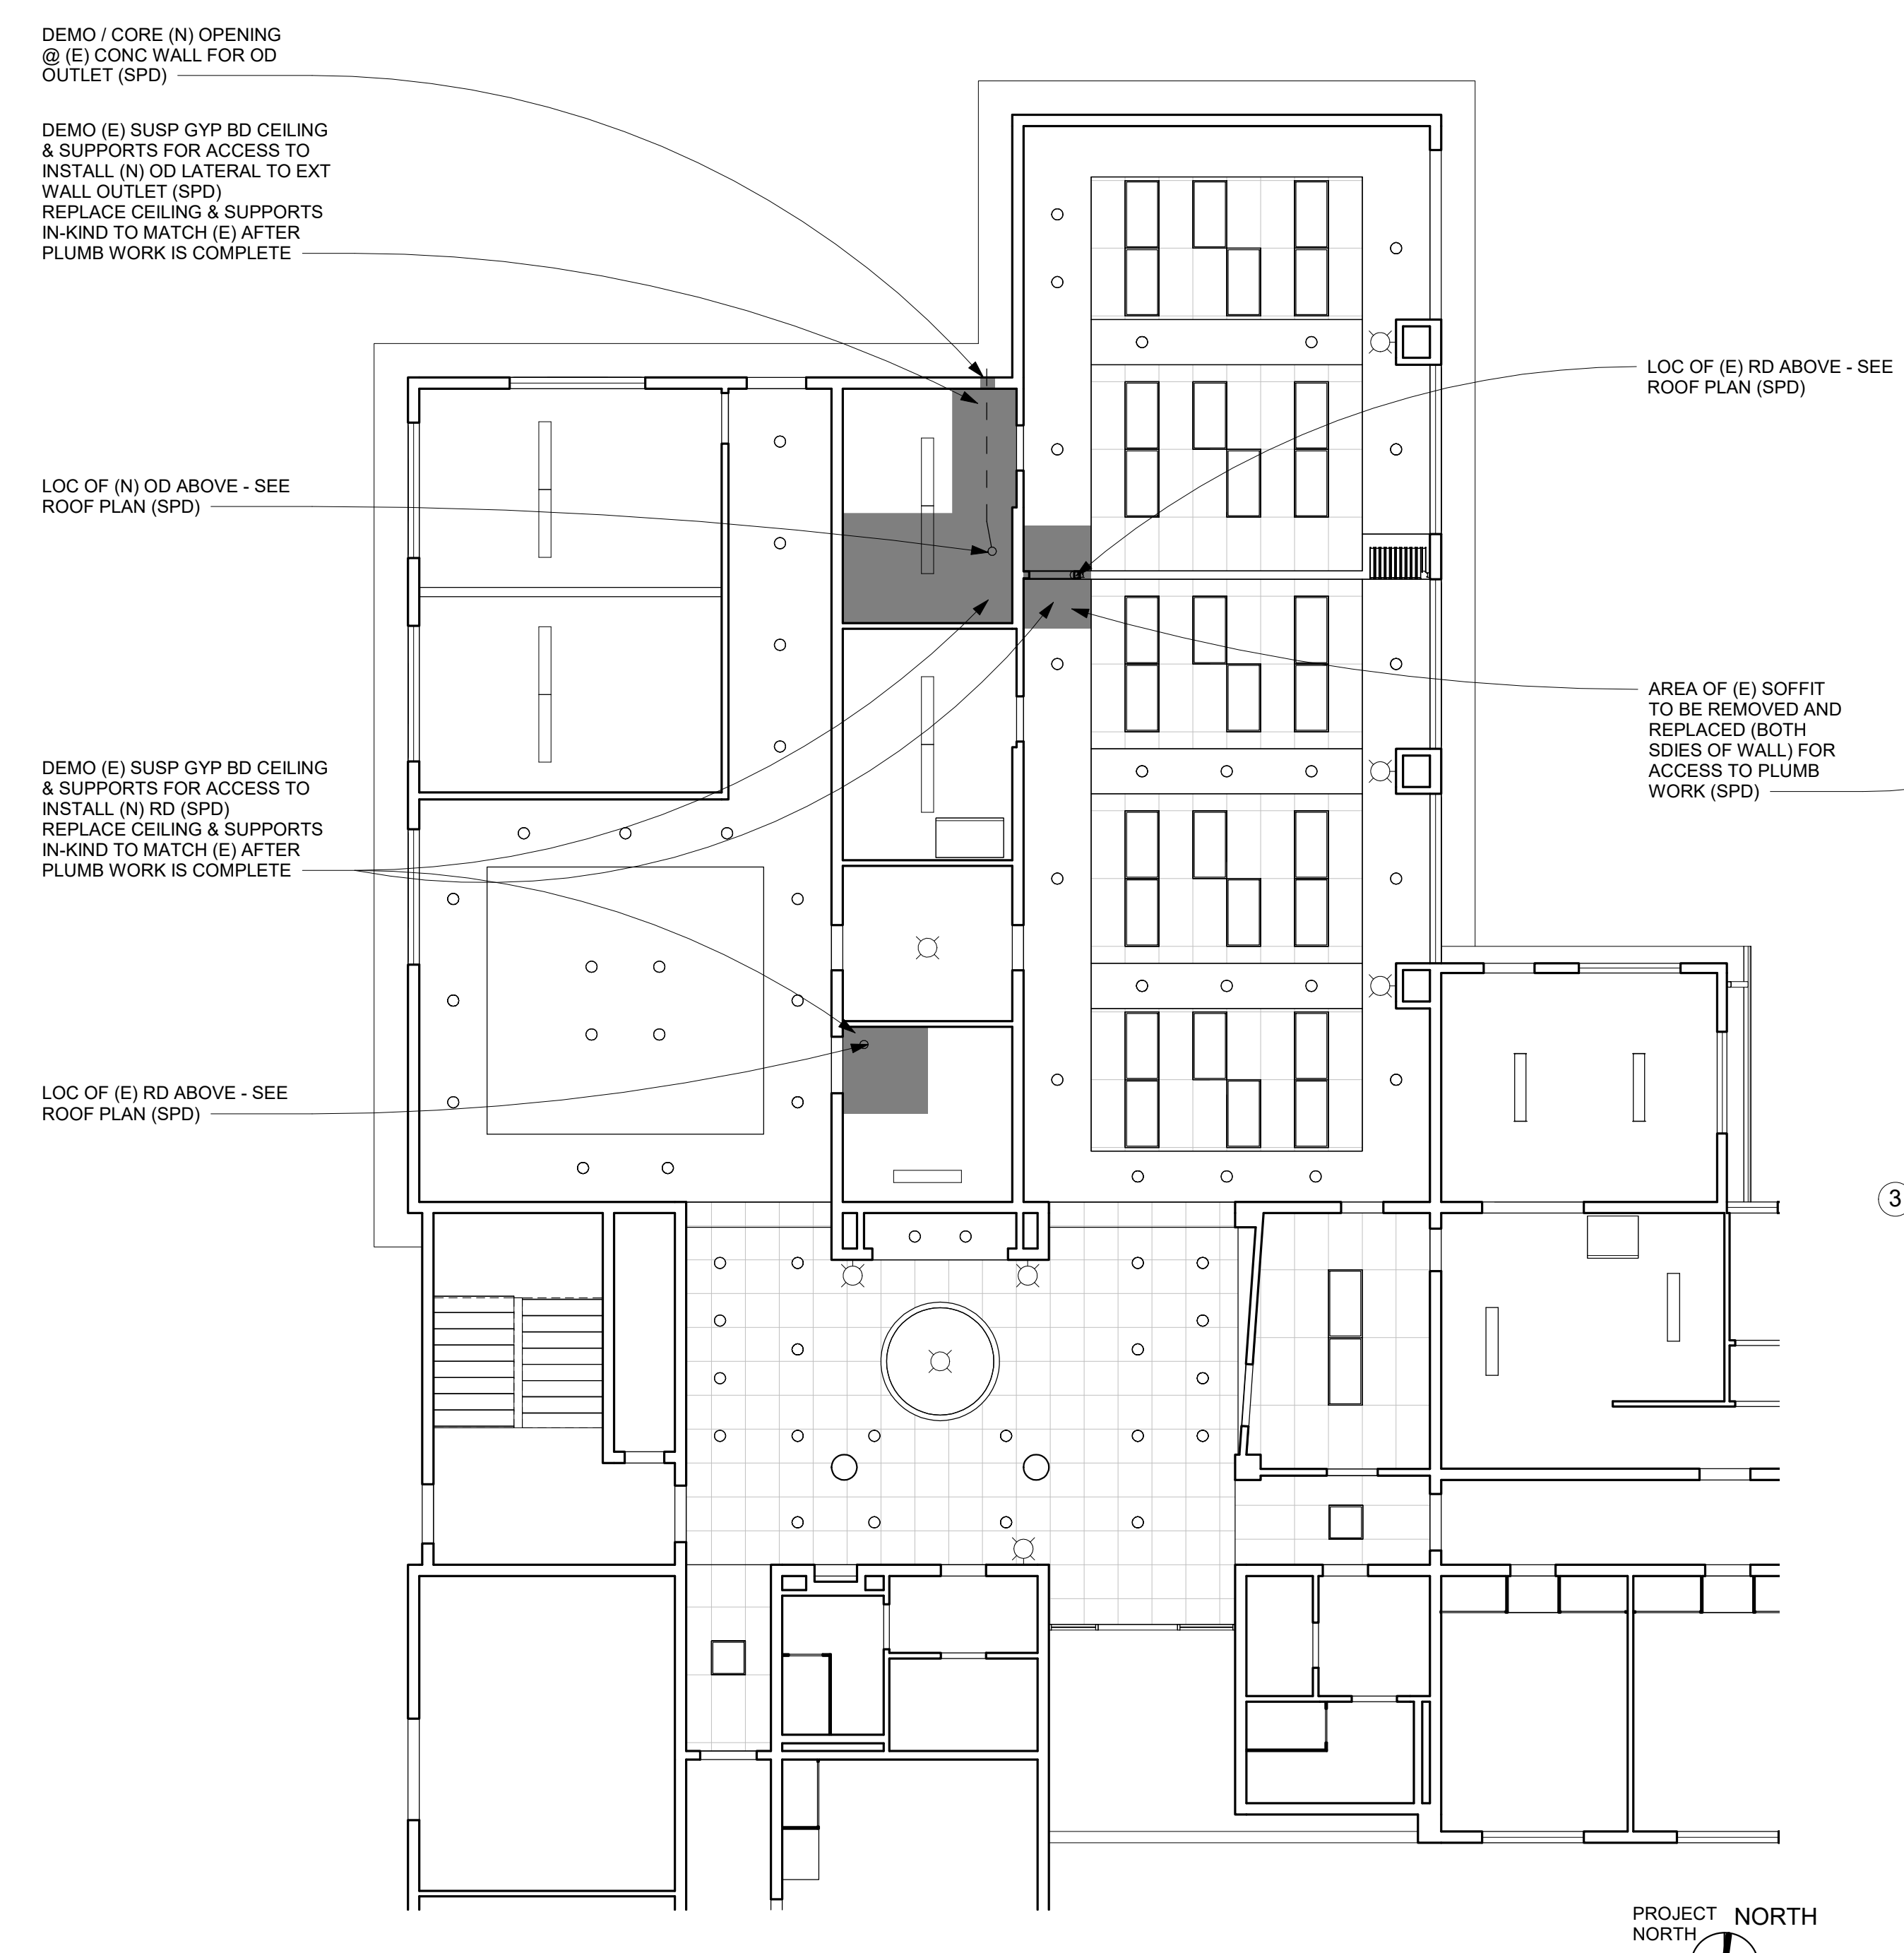 DEMO / CORE (N) OPENING
@ (E) CONC WALL FOR OD
OUTLET (SPD)
DEMO (E) SUSP GYP BD CEILING
& SUPPORTS FOR ACCESS TO
INSTALL (N) OD LATERAL TO EXT
WALL OUTLET (SPD)
REPLACE CEILING & SUPPORTS
IN-KIND TO MATCH (E) AFTER
PLUMB WORK IS COMPLETE
LOC OF (N) OD ABOVE - SEE
ROOF PLAN (SPD)
DEMO (E) SUSP GYP BD CEILING
& SUPPORTS FOR ACCESS TO
INSTALL (N) RD (SPD)
REPLACE CEILING & SUPPORTS
IN-KIND TO MATCH (E) AFTER
PLUMB WORK IS COMPLETE
LOC OF (E) RD ABOVE - SEE
ROOF PLAN (SPD)
LOC OF (E) RD ABOVE - SEE
ROOF PLAN (SPD)
AREA OF (E) SOFFIT
TO BE REMOVED AND
REPLACED (BOTH
SDIES OF WALL) FOR
ACCESS TO PLUMB
WORK (SPD)
3
PROJECT
NORTH
NORTH